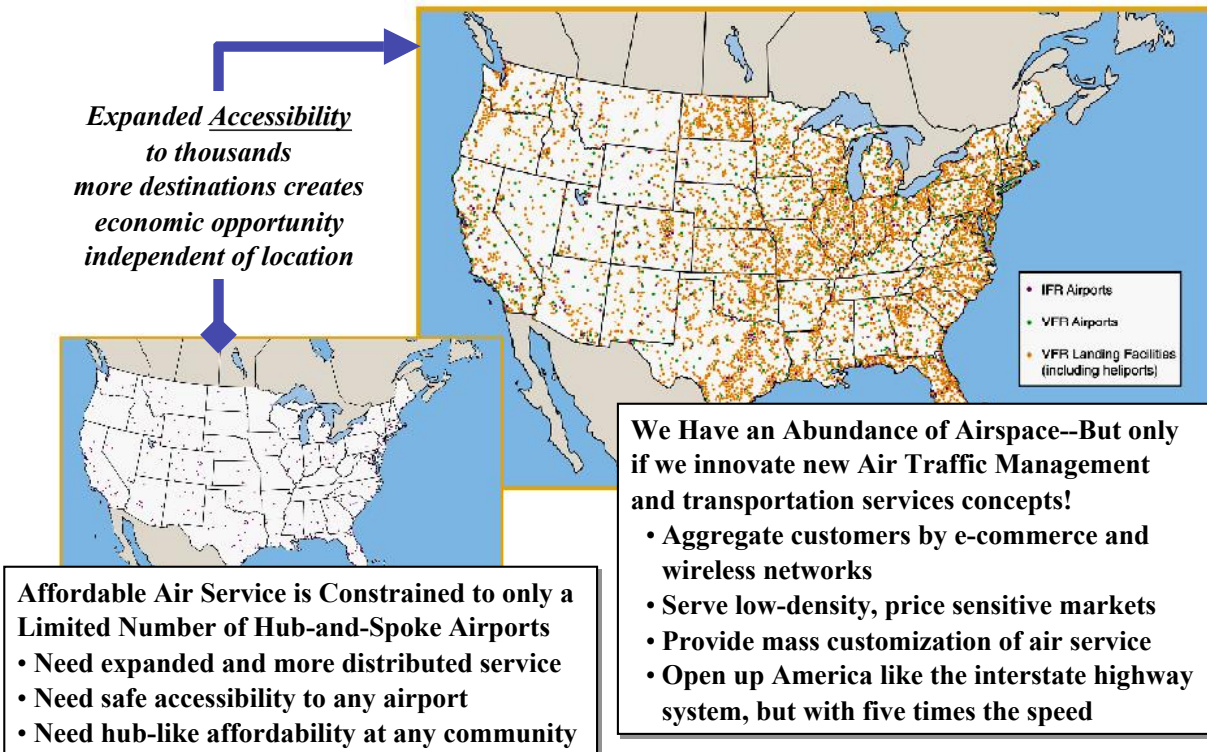 Expanded Accessibility
to thousands
more destinations creates
economic opportunity
independent of location
IFR Airports
VFR Airports
VFR Landing Facilities
(including heliports)
Affordable Air Service is Constrained to only a
Limited Number of Hub-and-Spoke Airports
• Need expanded and more distributed service
• Need safe accessibility to any airport
• Need hub-like affordability at any community
We Have an Abundance of Airspace--But only
if we innovate new Air Traffic Management
and transportation services concepts!
• Aggregate customers by e-commerce and
wireless networks
• Serve low-density, price sensitive markets
• Provide mass customization of air service
• Open up America like the interstate highway
system, but with five times the speed